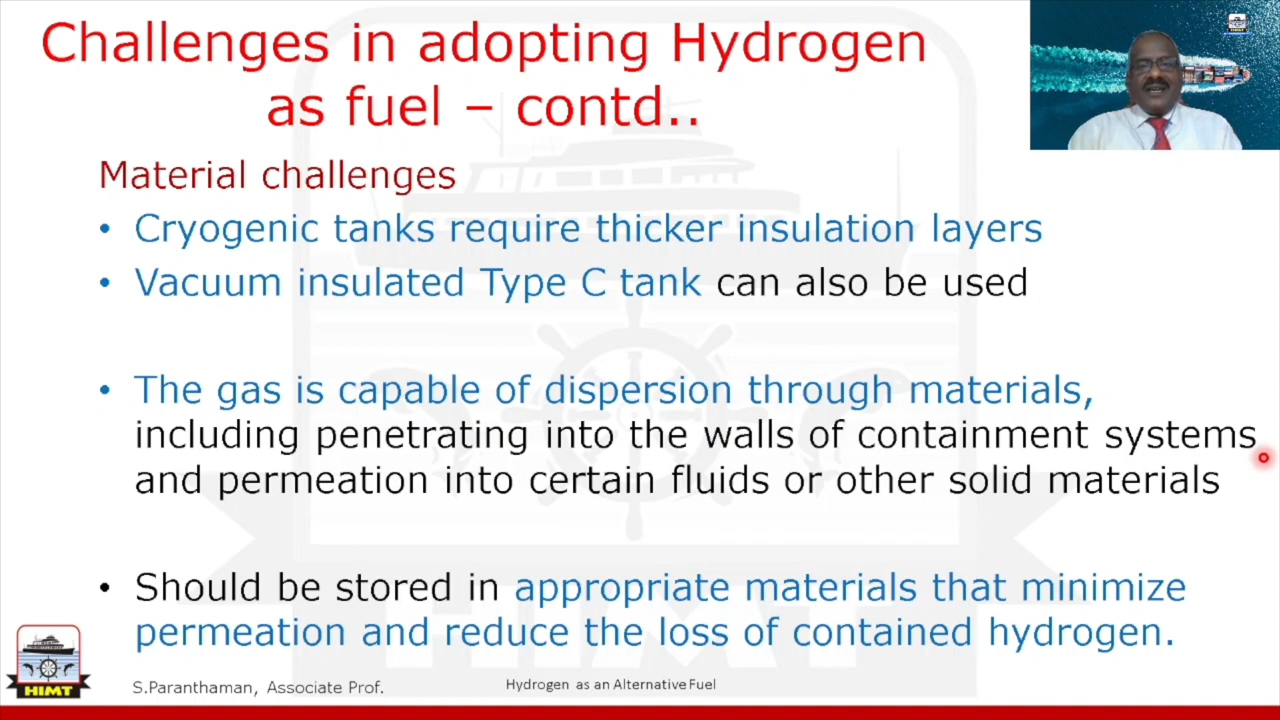 Challenges in adopting Hydrogen
as fuel – contd..
HIMT
Material challenges
• Cryogenic tanks require thicker insulation layers
• Vacuum insulated Type C tank can also be used
• The gas is capable of dispersion through materials,
including penetrating into the walls of containment systems
and permeation into certain fluids or other solid materials
• Should be stored in appropriate materials that minimize
permeation and reduce the loss of contained hydrogen.
HIMT
HIMT
S.Paranthaman, Associate Prof.
Hydrogen as an Alternative Fuel